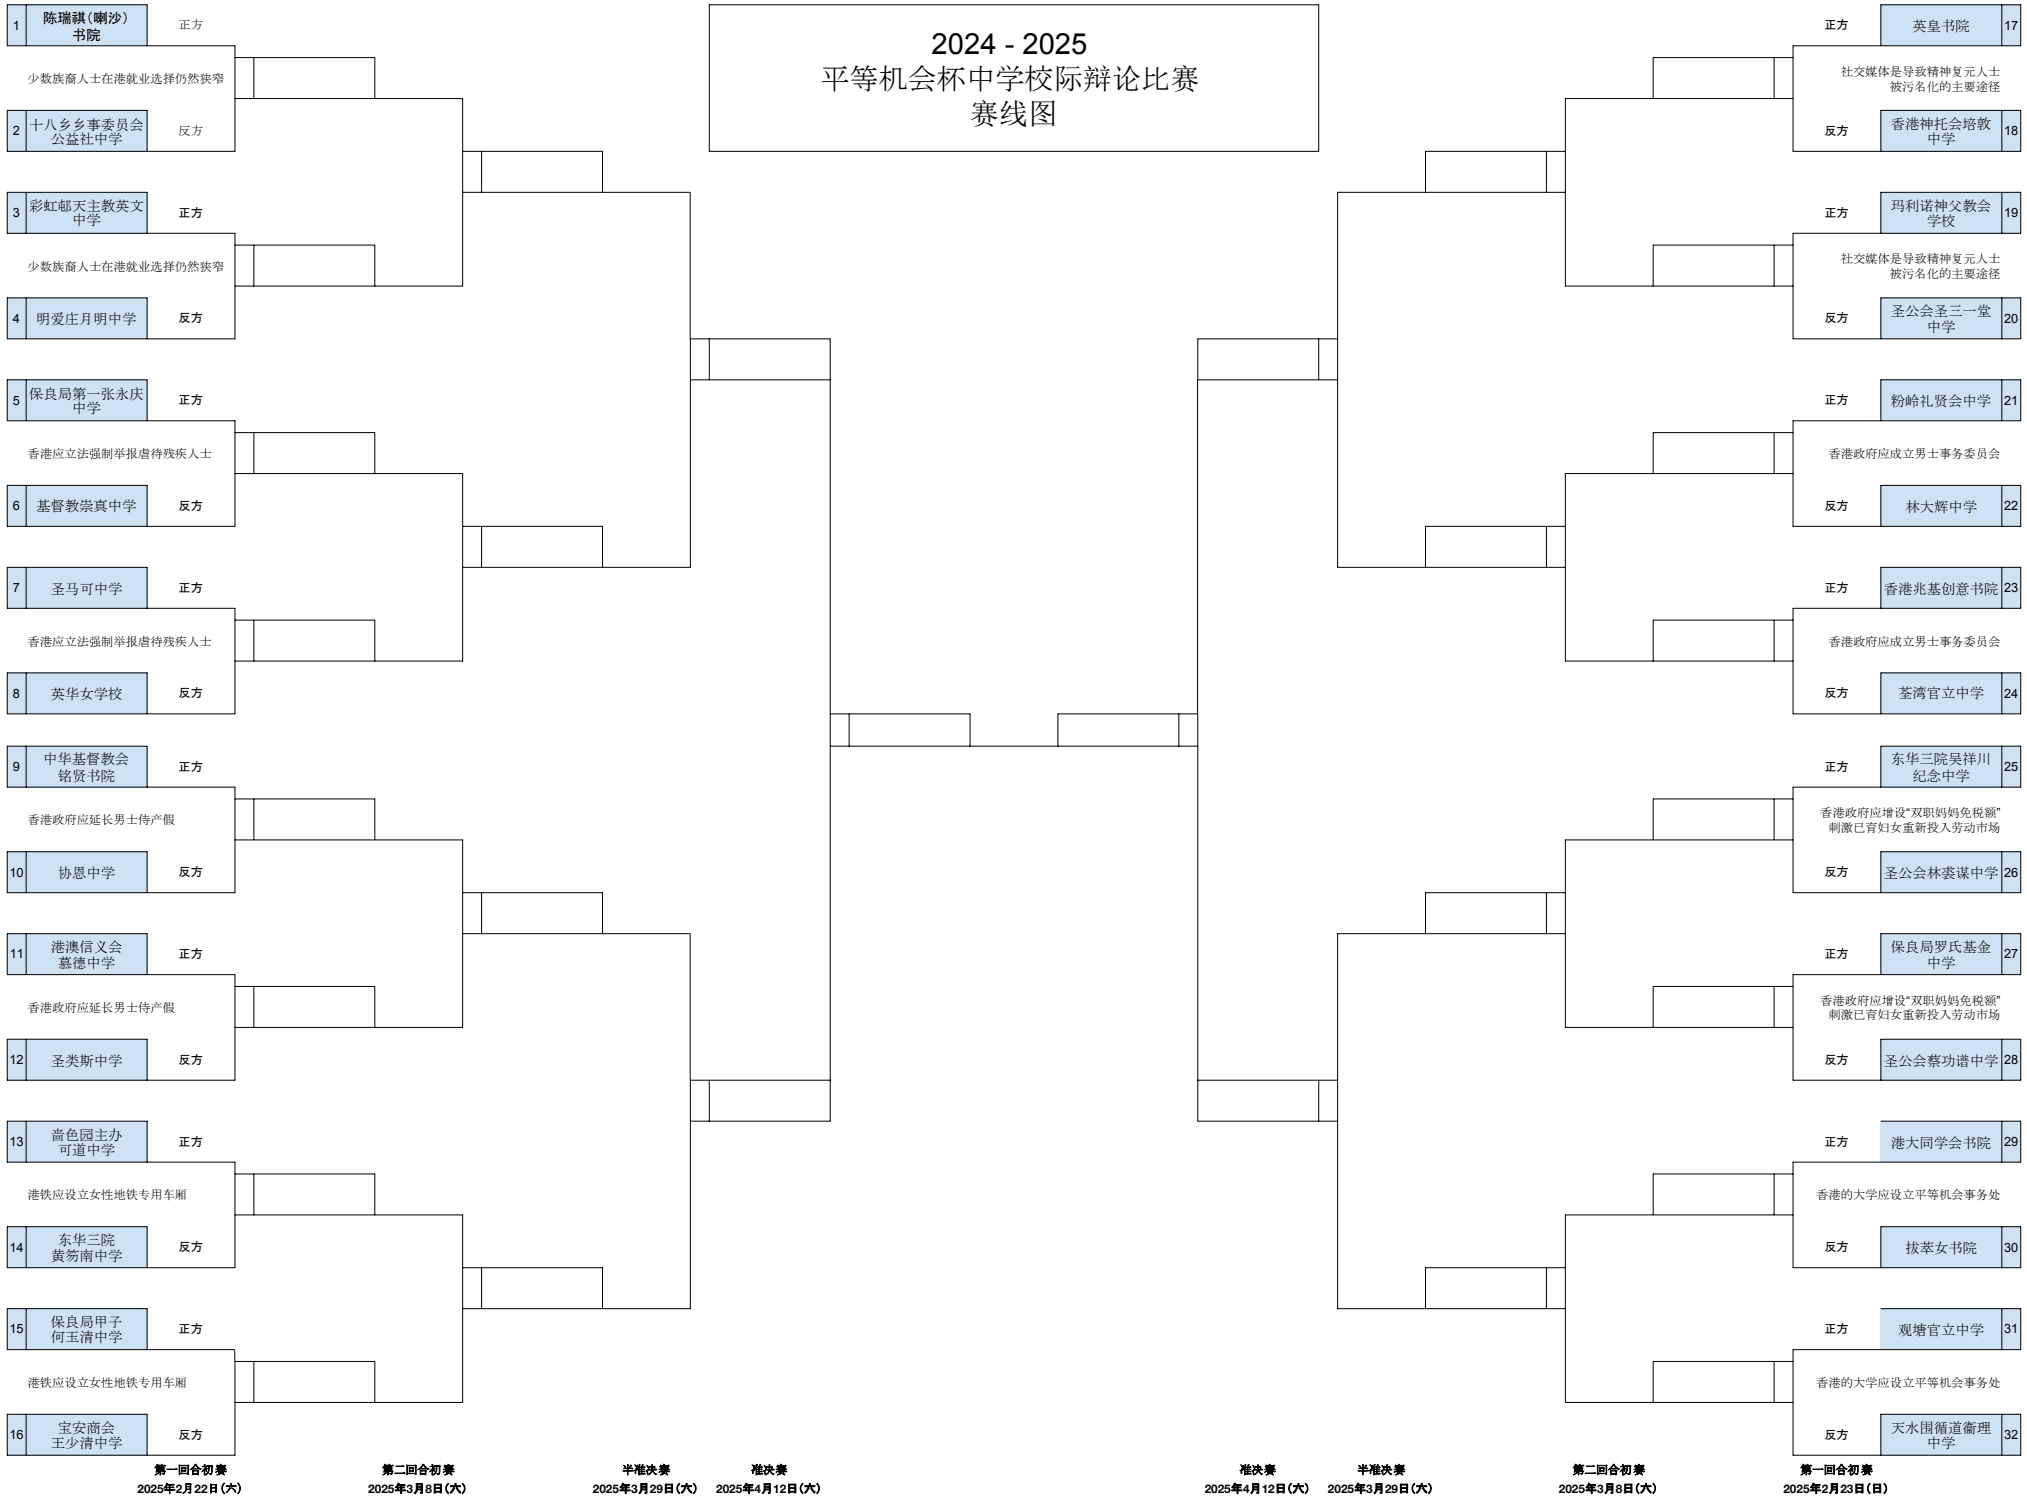 2024 - 2025
平等机会杯中学校际辩论比赛
赛线图
1
陈瑞祺（喇沙）
书院
正方
少数族裔人士在港就业选择仍然狭窄
2
十八乡乡事委员会
公益社中学
反方
3
彩虹邨天主教英文
中学
正方
少数族裔人士在港就业选择仍然狭窄
4
明爱庄月明中学
反方
5
保良局第一张永庆
中学
正方
香港应立法强制举报虐待残疾人士
6
基督教崇真中学
反方
7
圣马可中学
正方
香港应立法强制举报虐待残疾人士
8
英华女学校
反方
9
中华基督教会
铭贤书院
正方
香港政府应延长男士侍产假
10
协恩中学
反方
11
港澳信义会
慕德中学
正方
香港政府应延长男士侍产假
12
圣类斯中学
反方
13
啬色园主办
可道中学
正方
港铁应设立女性地铁专用车厢
14
东华三院
黄笏南中学
反方
15
保良局甲子
何玉清中学
正方
港铁应设立女性地铁专用车厢
16
宝安商会
王少清中学
反方
正方
英皇书院
17
社交媒体是导致精神复元人士
被污名化的主要途径
反方
香港神托会培敦
中学
18
正方
玛利诺神父教会
学校
19
社交媒体是导致精神复元人士
被污名化的主要途径
反方
圣公会圣三一堂
中学
20
正方
粉岭礼贤会中学
21
香港政府应成立男士事务委员会
反方
林大辉中学
22
正方
香港兆基创意书院
23
香港政府应成立男士事务委员会
反方
荃湾官立中学
24
正方
东华三院吴祥川
纪念中学
25
香港政府应增设“双职妈妈免税额”
刺激已育妇女重新投入劳动市场
反方
圣公会林裘谋中学
26
正方
保良局罗氏基金
中学
27
香港政府应增设“双职妈妈免税额”
刺激已育妇女重新投入劳动市场
反方
圣公会蔡功谱中学
28
正方
港大同学会书院
29
香港的大学应设立平等机会事务处
反方
拔萃女书院
30
正方
观塘官立中学
31
香港的大学应设立平等机会事务处
反方
天水围循道衞理
中学
32
第一回合初赛
2025年2月22日（六）
第二回合初赛
2025年3月8日（六）
半准决赛
2025年3月29日（六）
准决赛
2025年4月12日（六）
准决赛
2025年4月12日（六）
半准决赛
2025年3月29日（六）
第二回合初赛
2025年3月8日（六）
第一回合初赛
2025年2月23日（日）